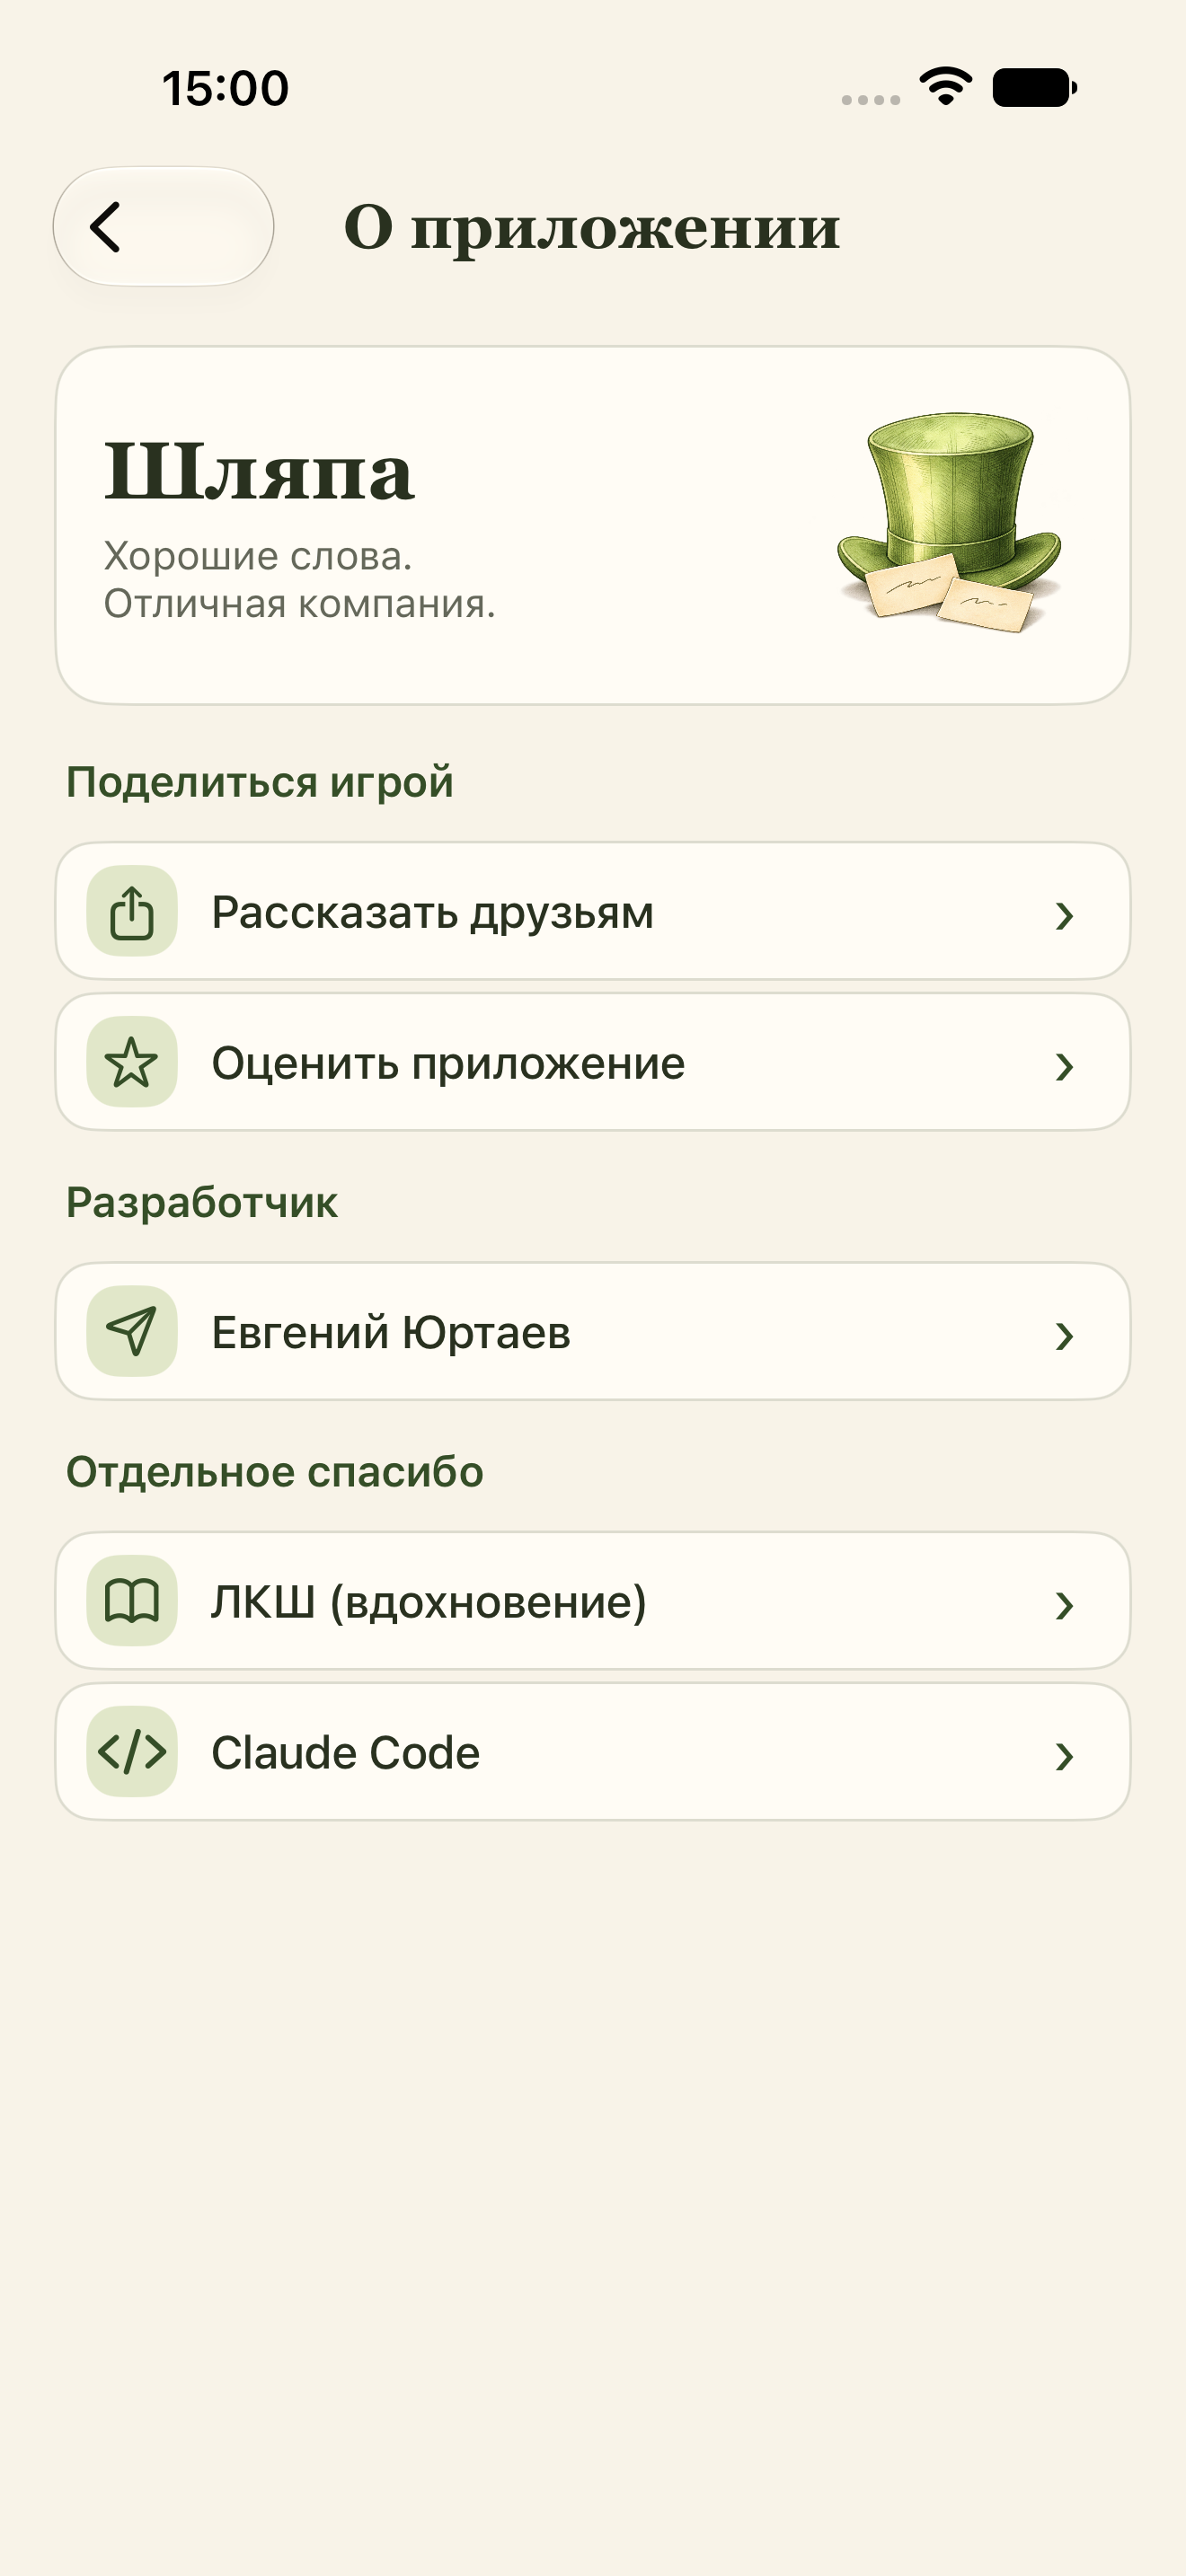 15:00
О приложении
Шляпа
Хорошие слова.
Отличная компания.
Поделиться игрой
Рассказать друзьям
Оценить приложение
Разработчик
Евгений Юртаев
Отдельное спасибо
ЛКШ (вдохновение)
Claude Code